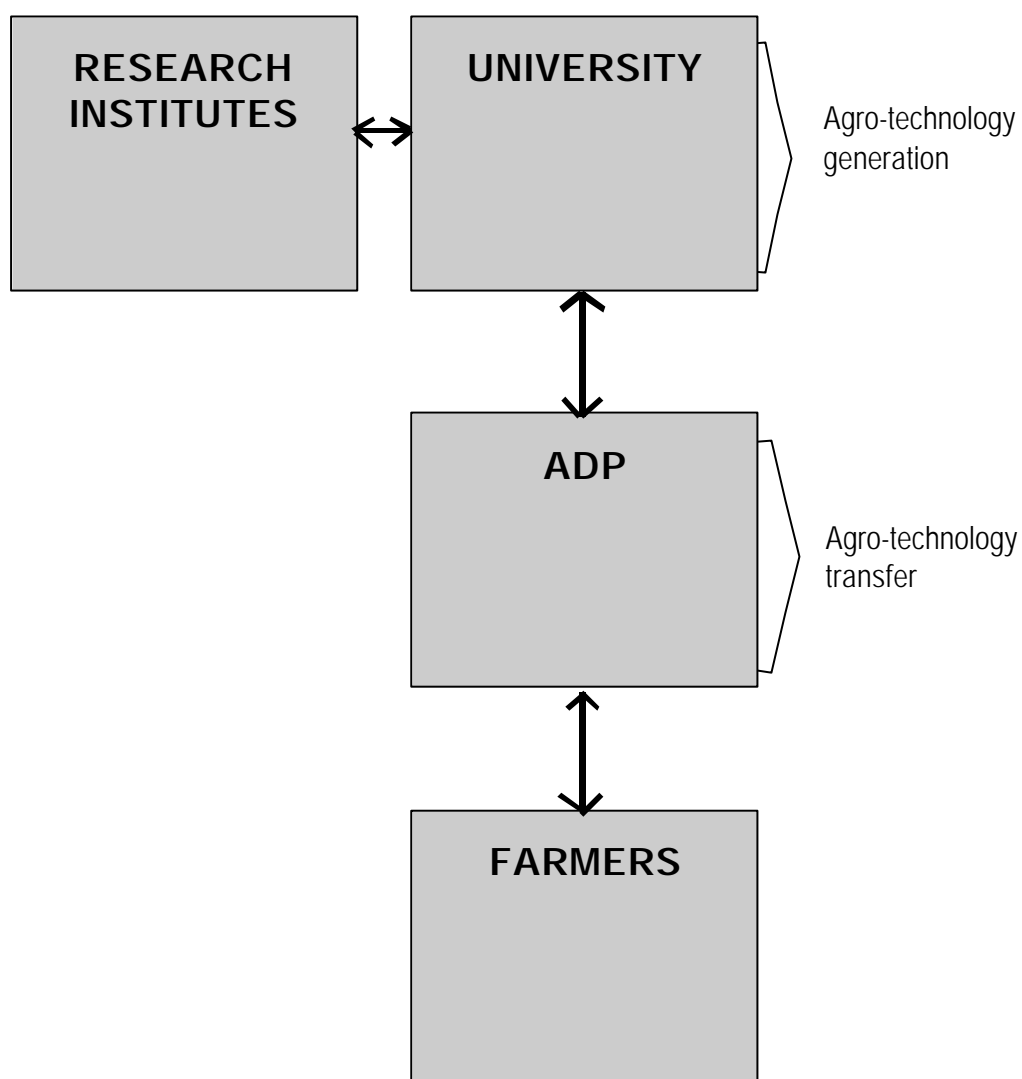 RESEARCH
INSTITUTES
UNIVERSITY
Agro-technology
generation
ADP
Agro-technology
transfer
FARMERS